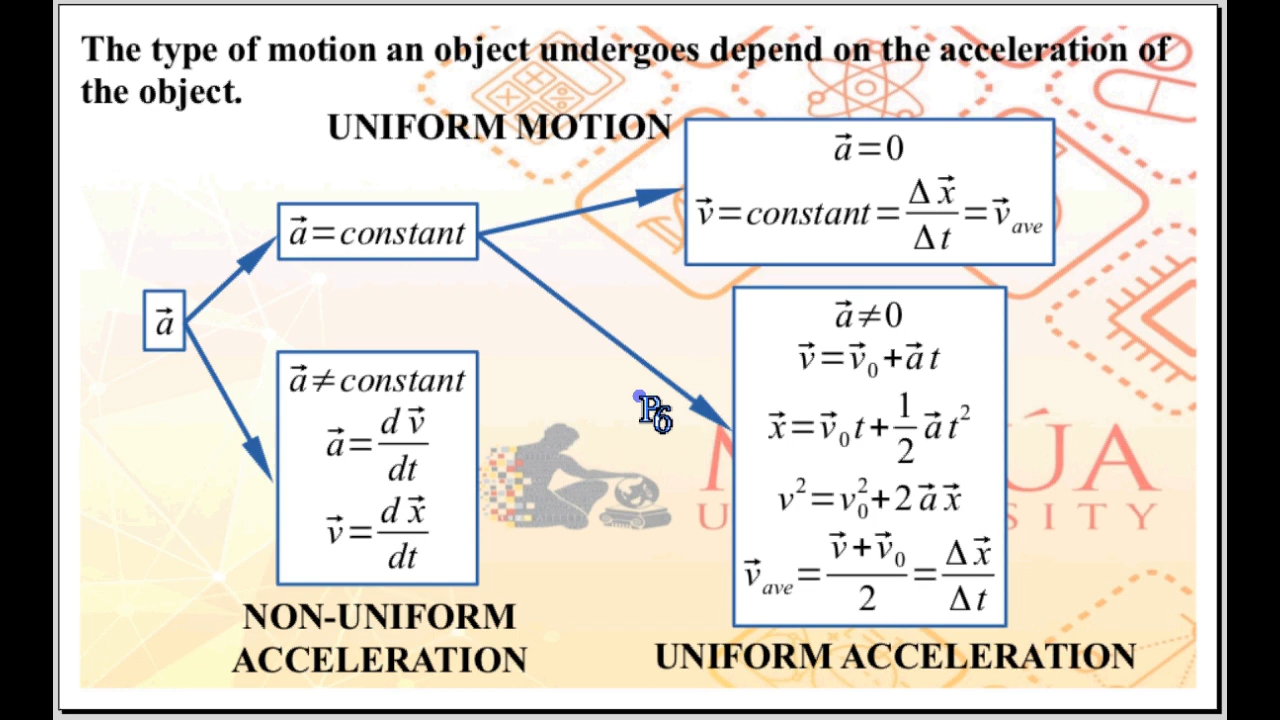 The type of motion an object undergoes depend on the acceleration of
the object.
UNIFORM MOTION
a⃗=0
v⃗=constant=Δx⃗/Δt=v⃗ave
a⃗=constant
a⃗
a⃗≠constant
a⃗=dv⃗/dt
v⃗=dx⃗/dt
NON-UNIFORM
ACCELERATION
a⃗≠0
v⃗=v⃗₀+a⃗t
x⃗=v⃗₀t+1/2 a⃗t²
v²=v₀²+2a⃗x⃗
v⃗ave=(v⃗+v⃗₀)/2=Δx⃗/Δt
UNIFORM ACCELERATION
P6